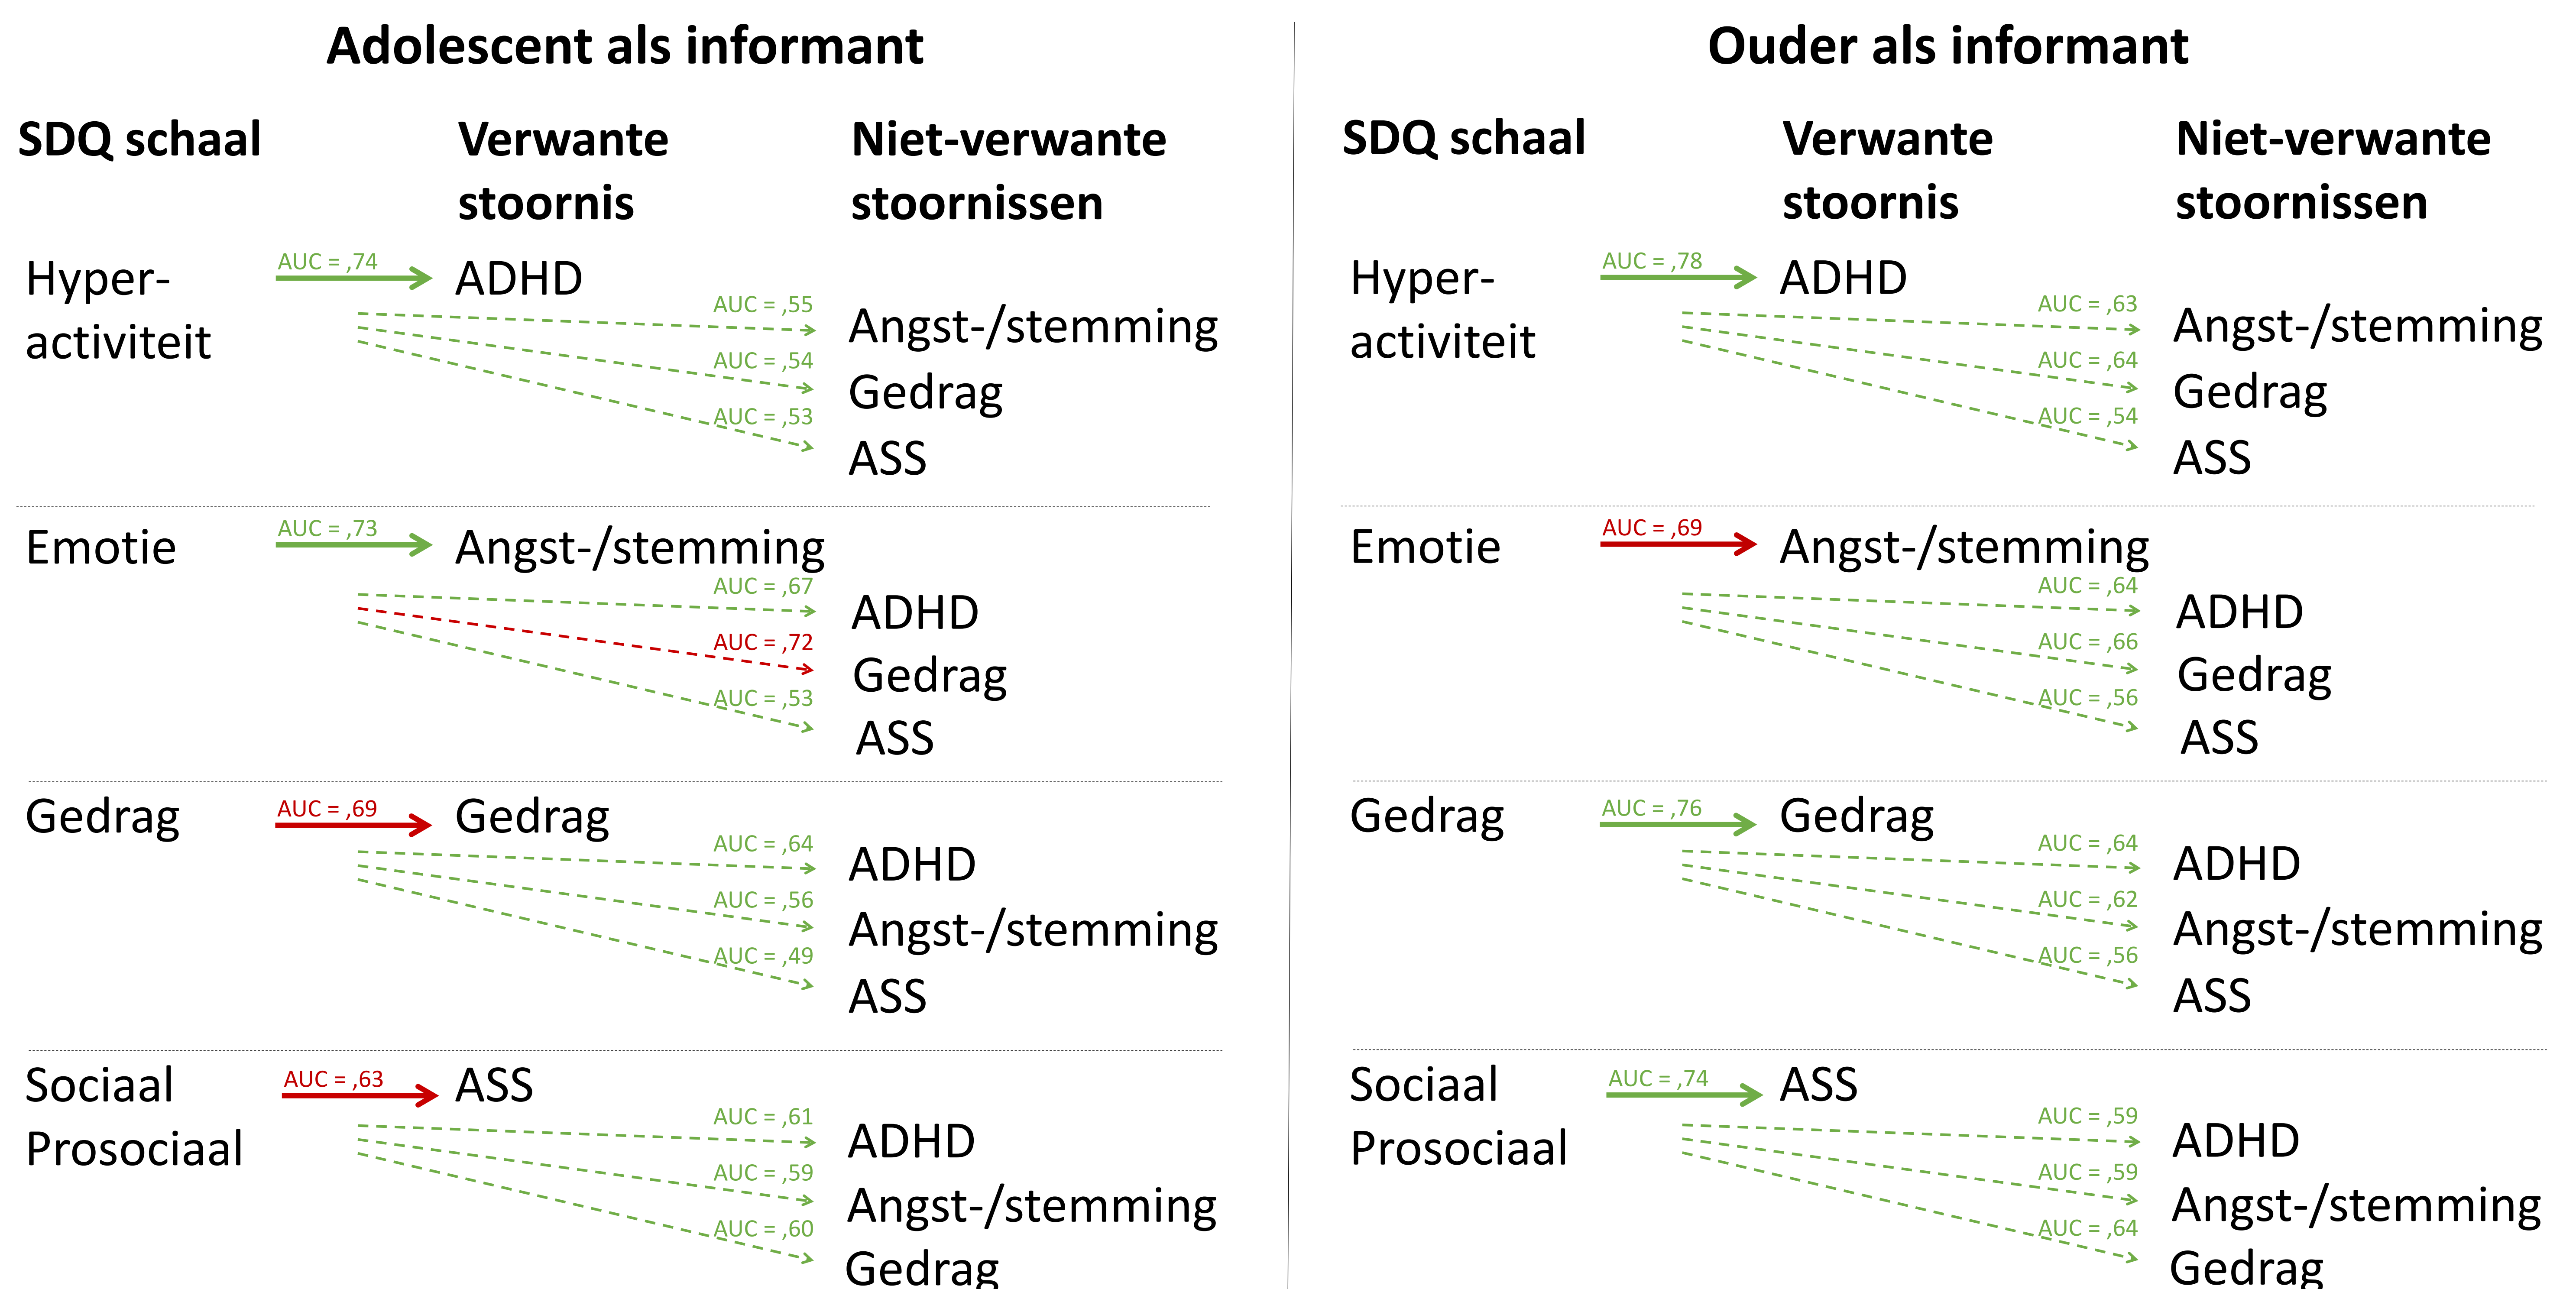 Adolescent als informant
SDQ schaal
Verwante
stoornis
Niet-verwante
stoornissen
Hyper-
activiteit
AUC = ,74
ADHD
AUC = ,55
Angst-/stemming
AUC = ,54
Gedrag
AUC = ,53
ASS
Emotie
AUC = ,73
Angst-/stemming
AUC = ,67
ADHD
AUC = ,72
Gedrag
AUC = ,53
ASS
Gedrag
AUC = ,69
Gedrag
AUC = ,64
ADHD
AUC = ,56
Angst-/stemming
AUC = ,49
ASS
Sociaal
Prosociaal
AUC = ,63
ASS
AUC = ,61
ADHD
AUC = ,59
Angst-/stemming
AUC = ,60
Gedrag
Ouder als informant
SDQ schaal
Verwante
stoornis
Niet-verwante
stoornissen
Hyper-
activiteit
AUC = ,78
ADHD
AUC = ,63
Angst-/stemming
AUC = ,64
Gedrag
AUC = ,54
ASS
Emotie
AUC = ,69
Angst-/stemming
AUC = ,64
ADHD
AUC = ,66
Gedrag
AUC = ,56
ASS
Gedrag
AUC = ,76
Gedrag
AUC = ,64
ADHD
AUC = ,62
Angst-/stemming
AUC = ,56
ASS
Sociaal
Prosociaal
AUC = ,74
ASS
AUC = ,59
ADHD
AUC = ,59
Angst-/stemming
AUC = ,64
Gedrag